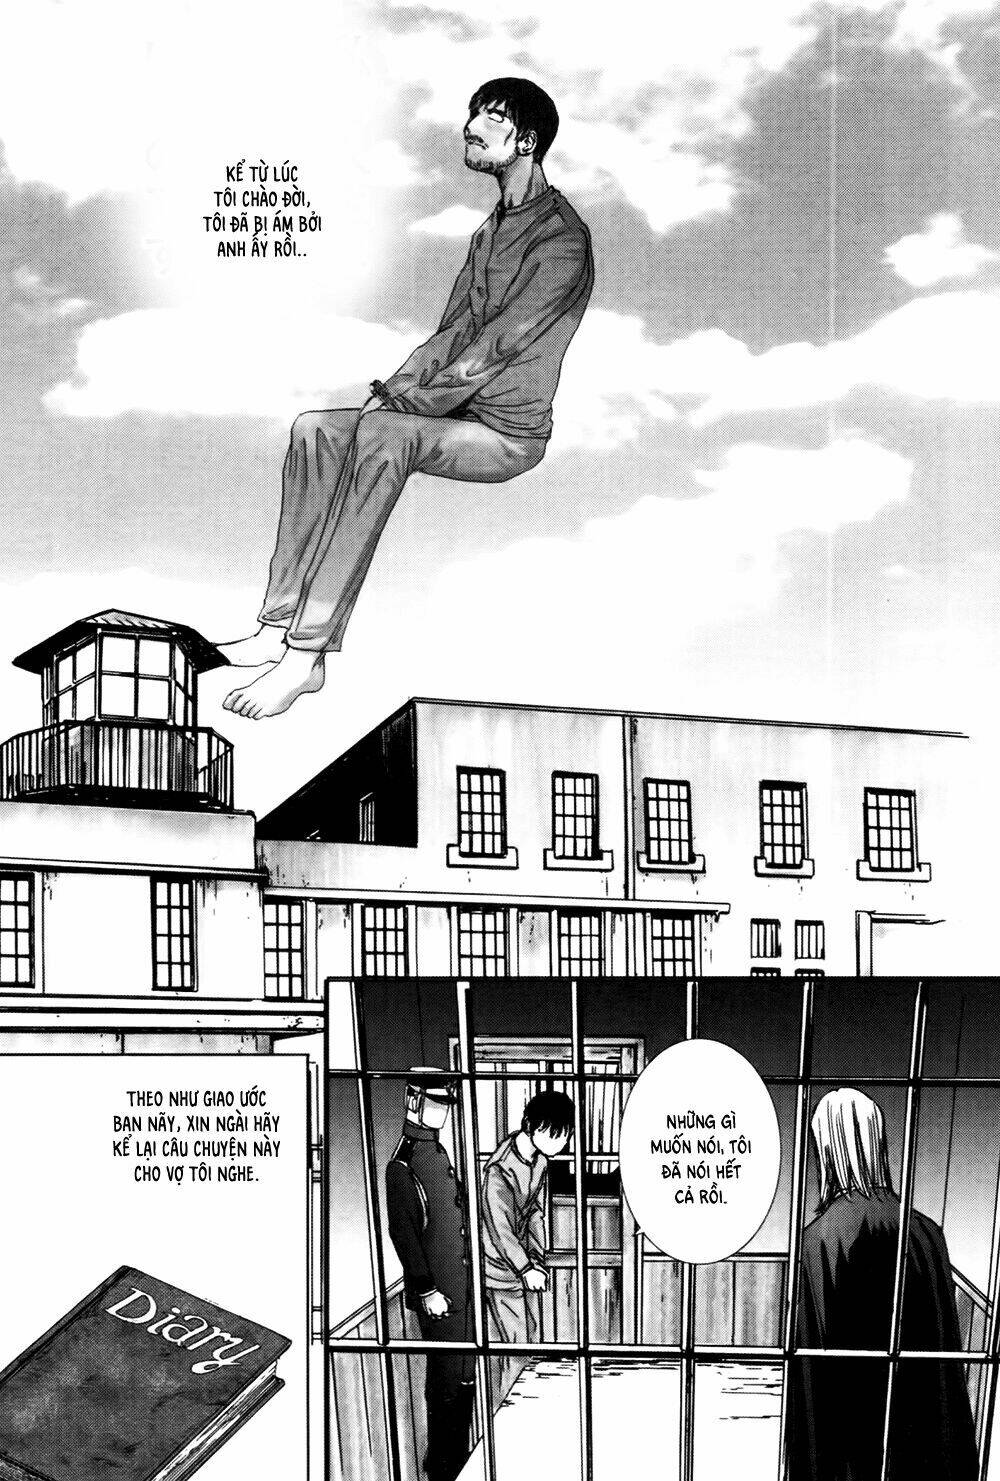 KỂ TỪ LÚC
TÔI CHÀO ĐỜI,
TÔI ĐÃ BỊ ÁM BỞI
ANH ẤY RỒI..
NHỮNG GÌ
MUỐN NÓI, TÔI
ĐÃ NÓI HẾT
CẢ RỒI.
THEO NHƯ GIAO ƯỚC
BAN NÃY, XIN NGÀI HÃY
KỂ LẠI CÂU CHUYỆN NÀY
CHO VỢ TÔI NGHE.
Diary